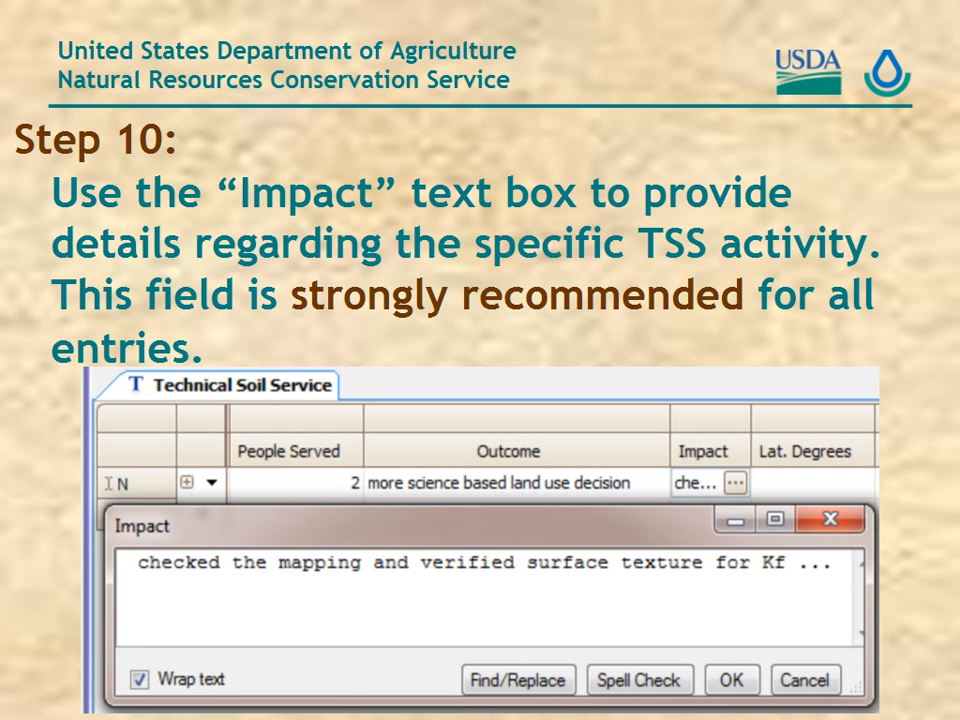 United States Department of Agriculture
Natural Resources Conservation Service
USDA
Step 10:
Use the “Impact” text box to provide
details regarding the specific TSS activity.
This field is strongly recommended for all
entries.
T Technical Soil Service
People Served Outcome Impact Lat. Degrees
N 2 more science based land use decision che... ...
Impact
checked the mapping and verified surface texture for Kf ...
Wrap text Find/Replace Spell Check OK Cancel